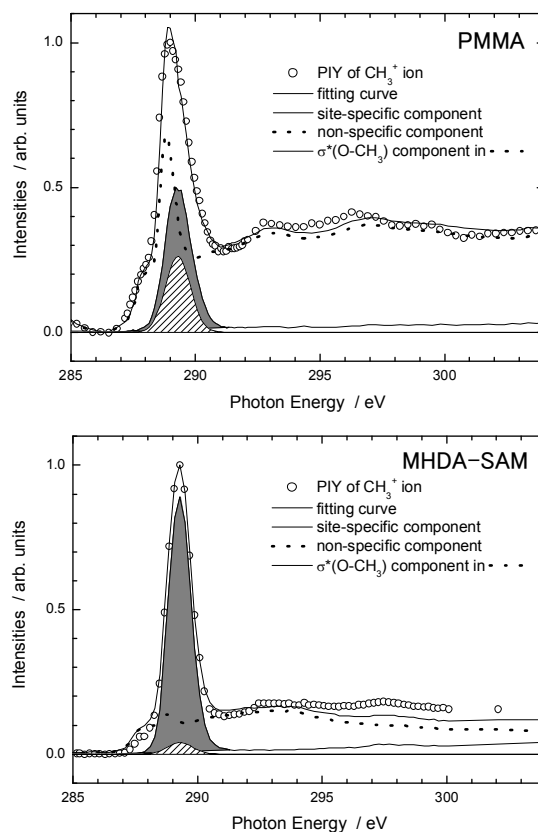 PMMA
PIY of CH₃⁺ ion
fitting curve
site-specific component
non-specific component
σ*(O-CH₃) component in
Intensities / arb. units
1.0
0.5
0.0
285 290 295 300
Photon Energy / eV
MHDA-SAM
PIY of CH₃⁺ ion
fitting curve
site-specific component
non-specific component
σ*(O-CH₃) component in
Intensities / arb. units
1.0
0.5
0.0
285 290 295 300
Photon Energy / eV